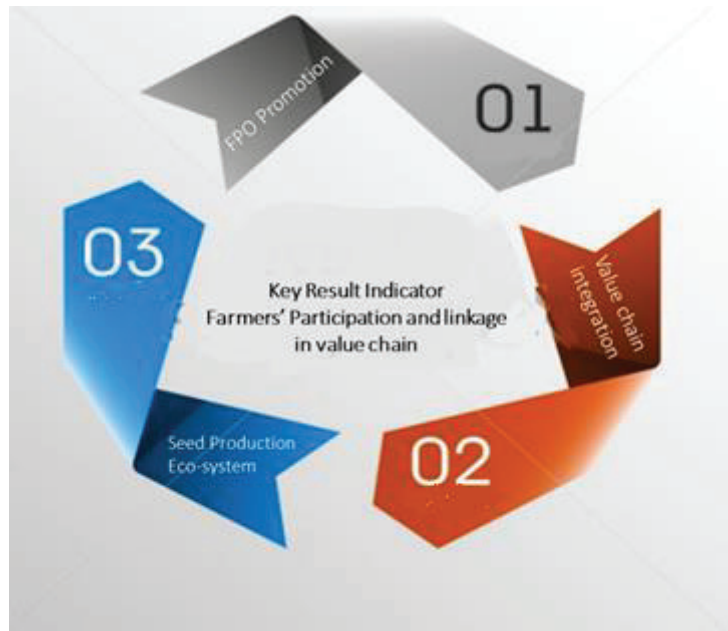 FPO Promotion
01
03
Key Result Indicator
Farmers' Participation and linkage
in value chain
Value chain
integration
Seed Production
Eco-system
02